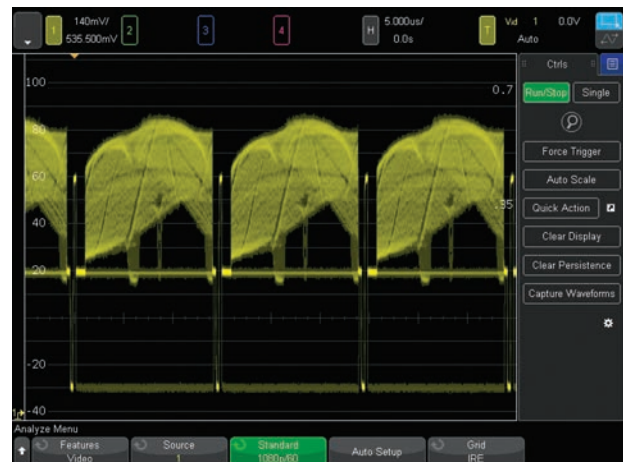 1 140mV/ 2 3 4 H 5.000us/ T Vid 1 0.0V
535.500mV 0.0s Auto
Ctrls
100
0.7
Run/Stop Single
80
Force Trigger
Auto Scale
60
.35
Quick Action
40
Clear Display
20
Clear Persistence
Capture Waveforms
-20
-40
Analyze Menu
Features Source Standard Auto Setup Grid
Video 1 1080p/60 IRE